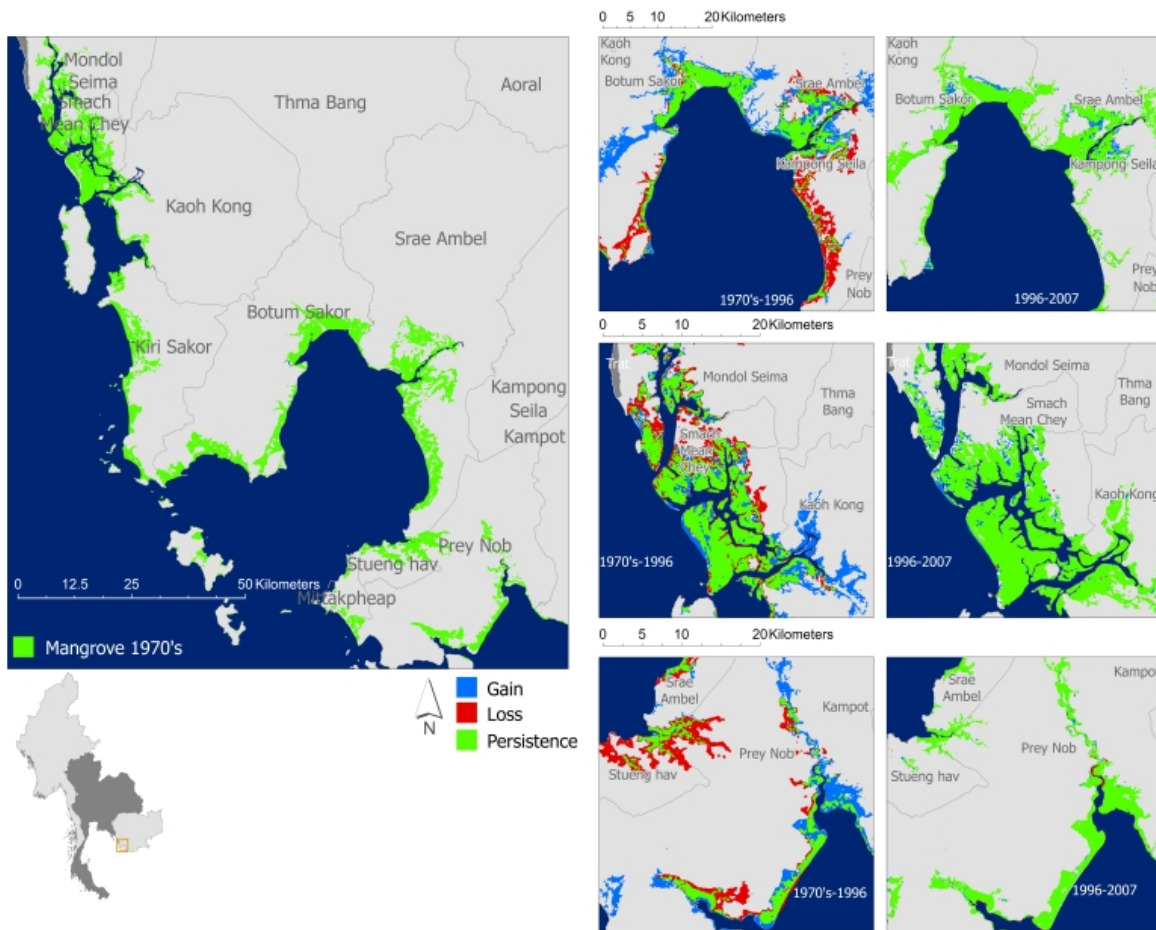 Mondol
Seima
Smach
Mean Chey
Thma Bang
Aoral
Kaoh Kong
Srae Ambel
Botum Sakor
Kiri Sakor
Kampong
Seila
Kampot
Prey Nob
Stueng hav
Mittakpheap
0 12.5 25 50 Kilometers
Mangrove 1970's
N
Gain
Loss
Persistence
0 5 10 20 Kilometers
Kaoh
Kong
Botum Sakor
Srae Ambel
Kampong Seila
Prey
Nob
1970's-1996
Kaoh
Kong
Botum Sakor
Srae Ambel
Kampong Seila
Prey
Nob
1996-2007
0 5 10 20 Kilometers
Trat
Mondol Seima
Thma
Bang
Smach
Mean
Chey
Kaoh Kong
1970's-1996
Trat
Mondol Seima
Thma
Bang
Smach
Mean Chey
Kaoh Kong
1996-2007
0 5 10 20 Kilometers
Srae
Ambel
Kampot
Prey Nob
Stueng hav
1970's-1996
Srae
Ambel
Kampot
Prey Nob
Stueng hav
1996-2007